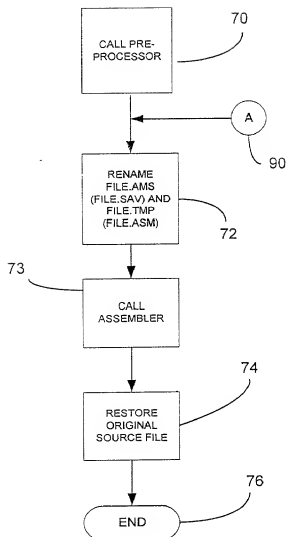 70
CALL PRE-
PROCESSOR
A
90
RENAME
FILE.AMS
(FILE.SAV) AND
FILE.TMP
(FILE.ASM)
72
73
CALL
ASSEMBLER
74
RESTORE
ORIGINAL
SOURCE FILE
76
END